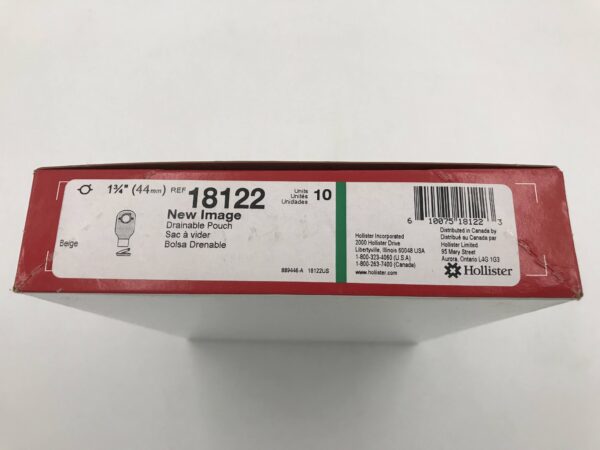 1¾" (44mm) REF 18122
Units
Unités
Unidades
10
New Image
Drainable Pouch
Sac à vider
Bolsa Drenable
Beige
889446-A 18122US
Hollister Incorporated
2000 Hollister Drive
Libertyville, Illinois 60048 USA
1-800-323-4060 (U.S.A)
1-800-263-7400 (Canada)
www.hollister.com
6 10075 18122 3
Distributed in Canada by
Distribué au Canada par
Hollister Limited
95 Mary Street
Aurora, Ontario L4G 1G3
Hollister